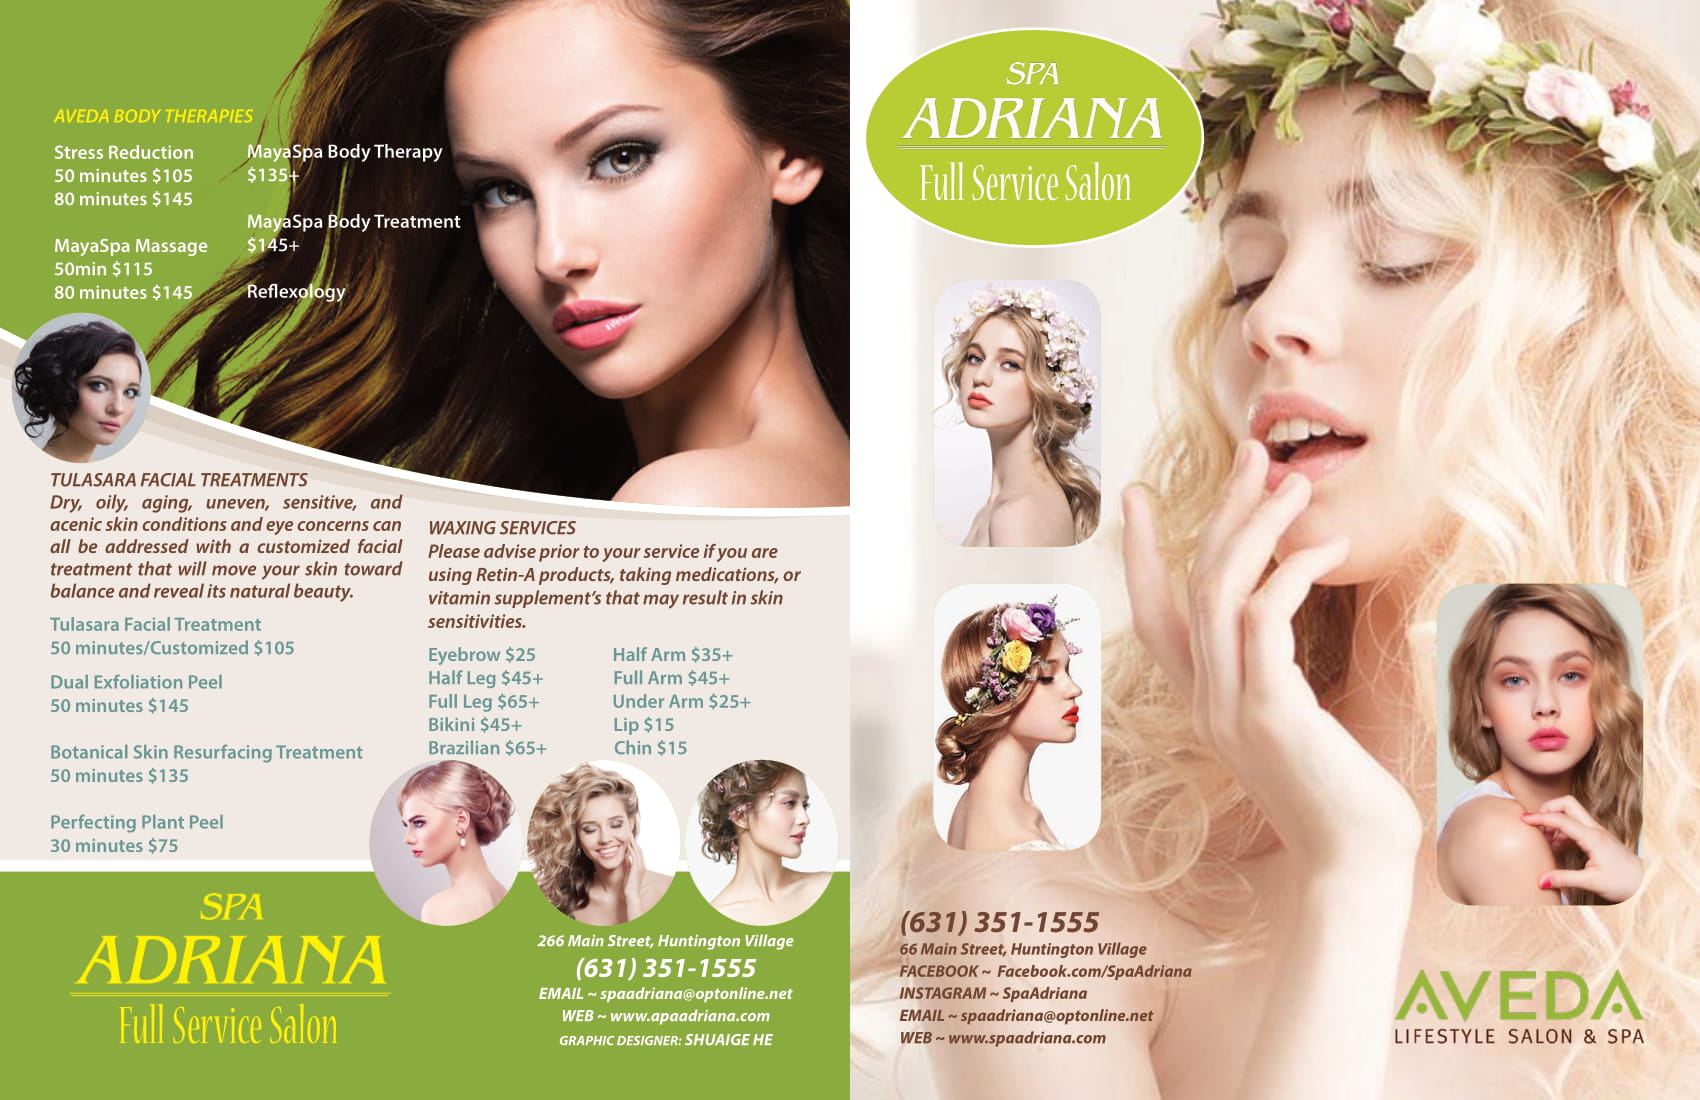 AVEDA BODY THERAPIES
Stress Reduction
50 minutes $105
80 minutes $145
MayaSpa Massage
50min $115
80 minutes $145
MayaSpa Body Therapy
$135+
MayaSpa Body Treatment
$145+
Reflexology
TULASARA FACIAL TREATMENTS
Dry, oily, aging, uneven, sensitive, and
acenic skin conditions and eye concerns can
all be addressed with a customized facial
treatment that will move your skin toward
balance and reveal its natural beauty.
Tulasara Facial Treatment
50 minutes/Customized $105
Dual Exfoliation Peel
50 minutes $145
Botanical Skin Resurfacing Treatment
50 minutes $135
Perfecting Plant Peel
30 minutes $75
WAXING SERVICES
Please advise prior to your service if you are
using Retin-A products, taking medications, or
vitamin supplement's that may result in skin
sensitivities.
Eyebrow $25
Half Leg $45+
Full Leg $65+
Bikini $45+
Brazilian $65+
Half Arm $35+
Full Arm $45+
Under Arm $25+
Lip $15
Chin $15
SPA
ADRIANA
Full Service Salon
266 Main Street, Huntington Village
(631) 351-1555
EMAIL ~ spaadriana@optonline.net
WEB ~ www.apaadriana.com
GRAPHIC DESIGNER: SHUAIGE HE
SPA
ADRIANA
Full Service Salon
(631) 351-1555
66 Main Street, Huntington Village
FACEBOOK ~ Facebook.com/SpaAdriana
INSTAGRAM ~ SpaAdriana
EMAIL ~ spaadriana@optonline.net
WEB ~ www.spaadriana.com
AVEDA
LIFESTYLE SALON & SPA